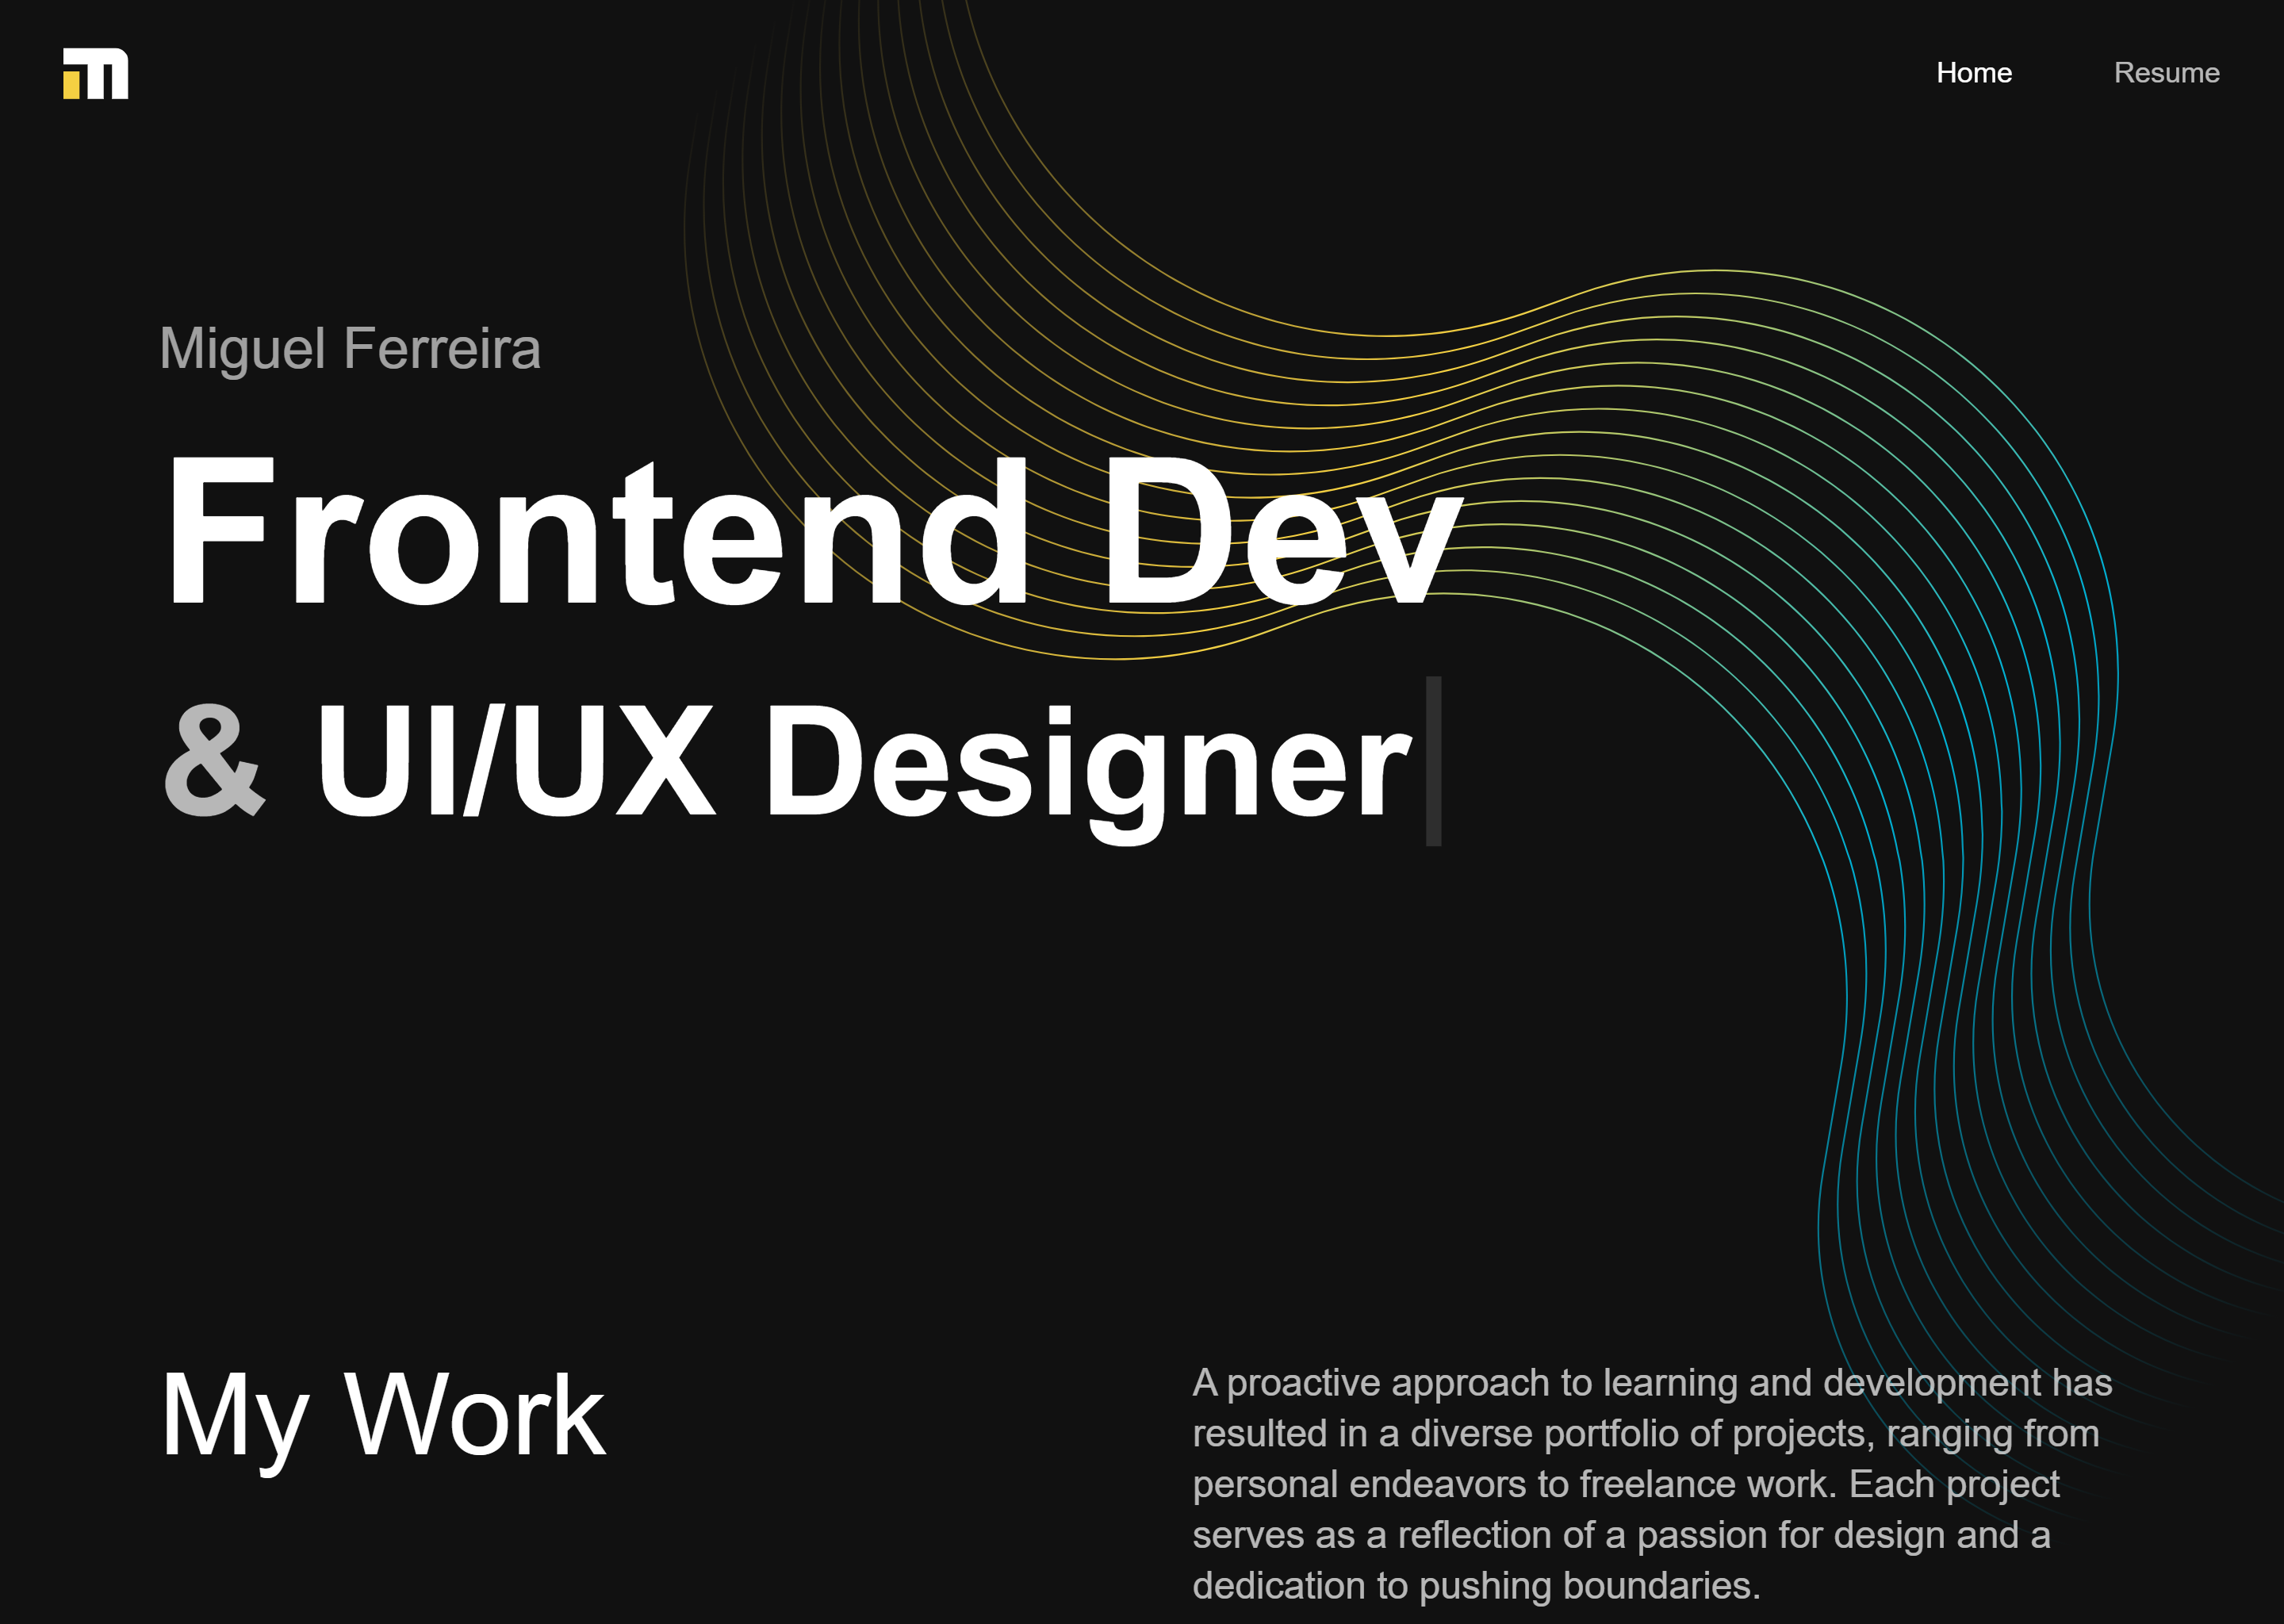 Home Resume
Miguel Ferreira
Frontend Dev
& UI/UX Designer
My Work
A proactive approach to learning and development has
resulted in a diverse portfolio of projects, ranging from
personal endeavors to freelance work. Each project
serves as a reflection of a passion for design and a
dedication to pushing boundaries.